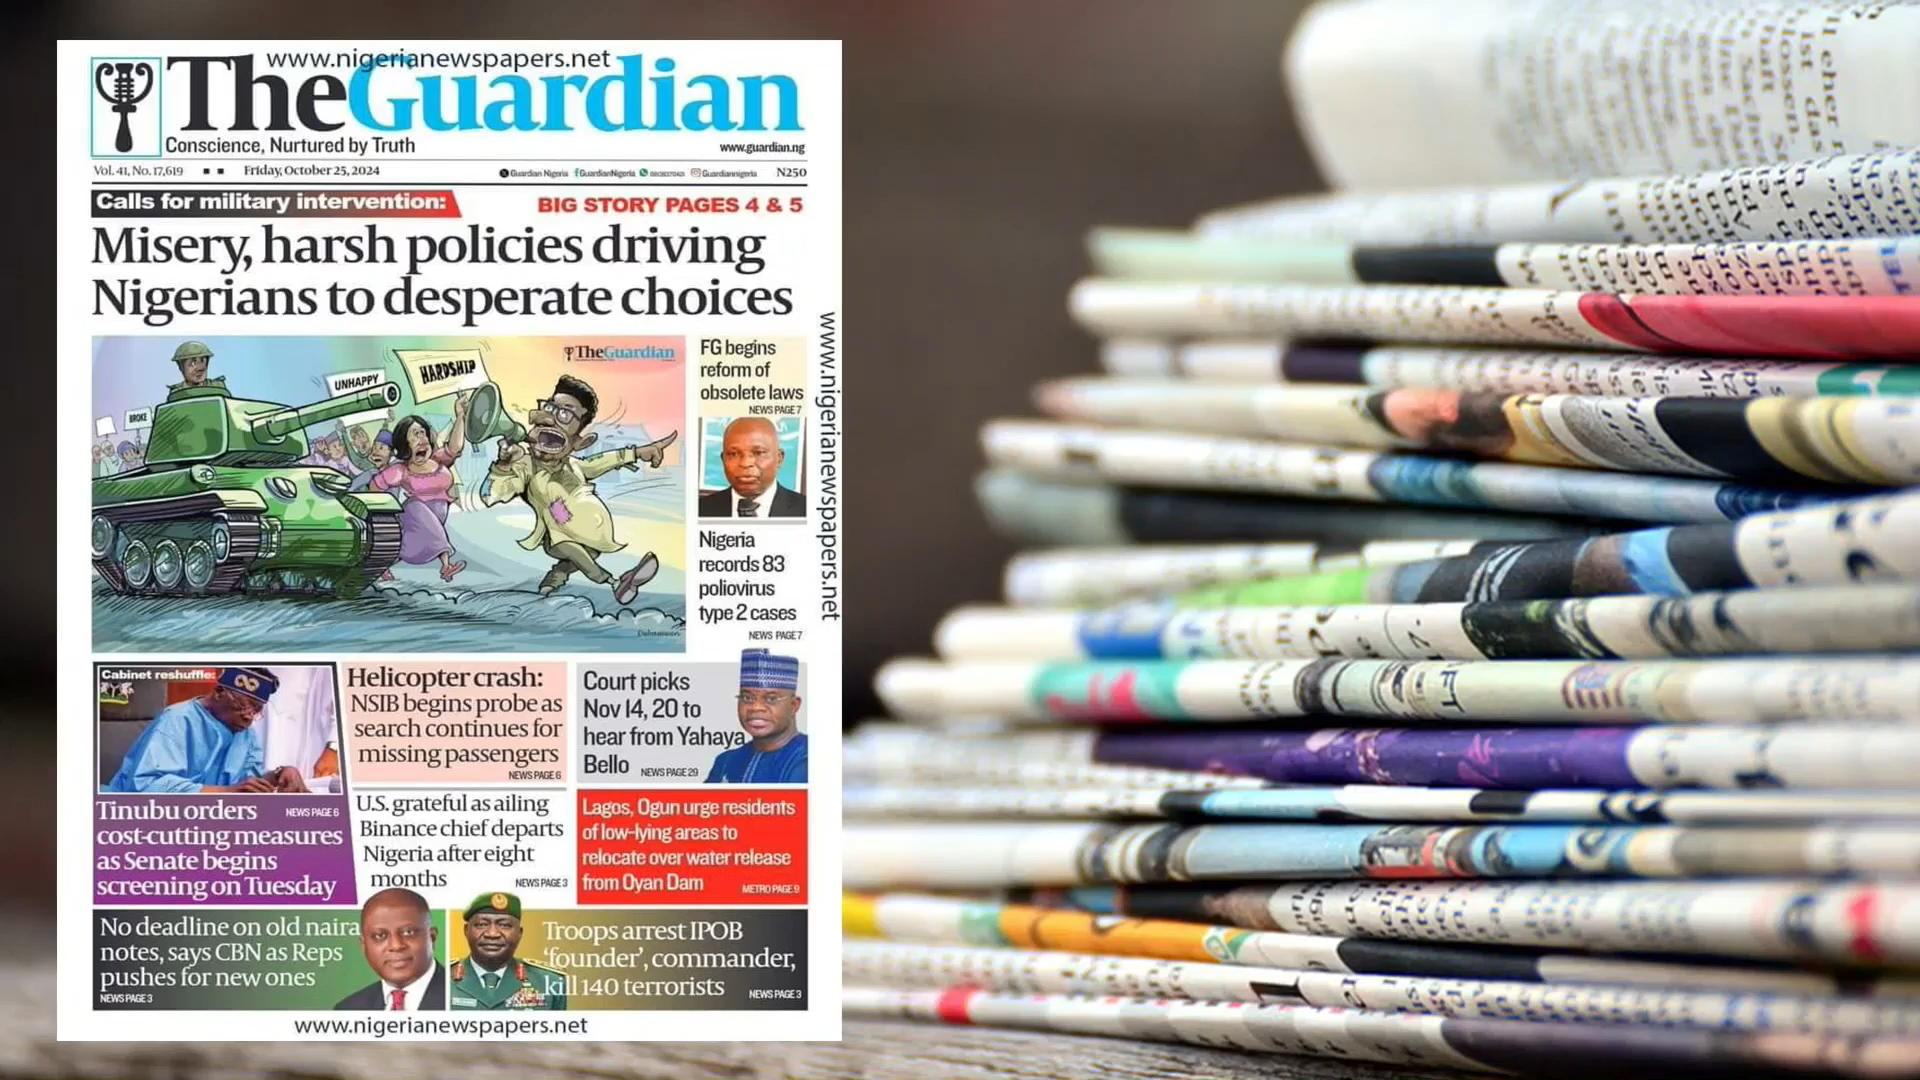 www.nigerianewspapers.net
TheGuardian
Conscience, Nurtured by Truth
www.guardian.ng
Vol. 41, No. 17,619
Friday, October 25, 2024
Guardian Nigeria
GuardianNigeria
Guardiannigeria
N250
Calls for military intervention:
BIG STORY PAGES 4 & 5
Misery, harsh policies driving
Nigerians to desperate choices
TheGuardian
UNHAPPY
HARDSHIP
BROKE
FG begins
reform of
obsolete laws
NEWS PAGE 7
Nigeria
records 83
poliovirus
type 2 cases
NEWS PAGE 7
www.nigerianewspapers.net
Cabinet reshuffle:
Tinubu orders
NEWS PAGE 6
cost-cutting measures
as Senate begins
screening on Tuesday
Helicopter crash:
NSIB begins probe as
search continues for
missing passengers
NEWS PAGE 6
Court picks
Nov 14, 20 to
hear from Yahaya
Bello
NEWS PAGE 29
U.S. grateful as ailing
Binance chief departs
Nigeria after eight
months
NEWS PAGE 3
Lagos, Ogun urge residents
of low-lying areas to
relocate over water release
from Oyan Dam
METRO PAGE 9
No deadline on old naira
notes, says CBN as Reps
pushes for new ones
NEWS PAGE 3
Troops arrest IPOB
'founder', commander,
kill 140 terrorists
NEWS PAGE 3
www.nigerianewspapers.net